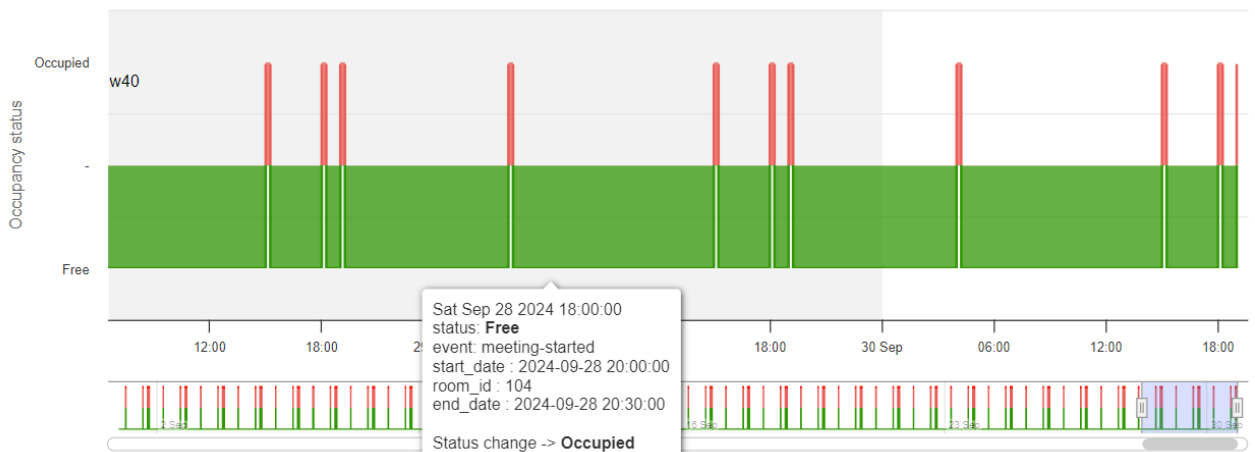 Occupied
w40
Occupancy status
-
Free
12:00
18:00
18:00
30 Sep
06:00
12:00
18:00
Sat Sep 28 2024 18:00:00
status: Free
event: meeting-started
start_date : 2024-09-28 20:00:00
room_id : 104
end_date : 2024-09-28 20:30:00
Status change -> Occupied
2 Sep
16 Sep
23 Sep
30 Sep